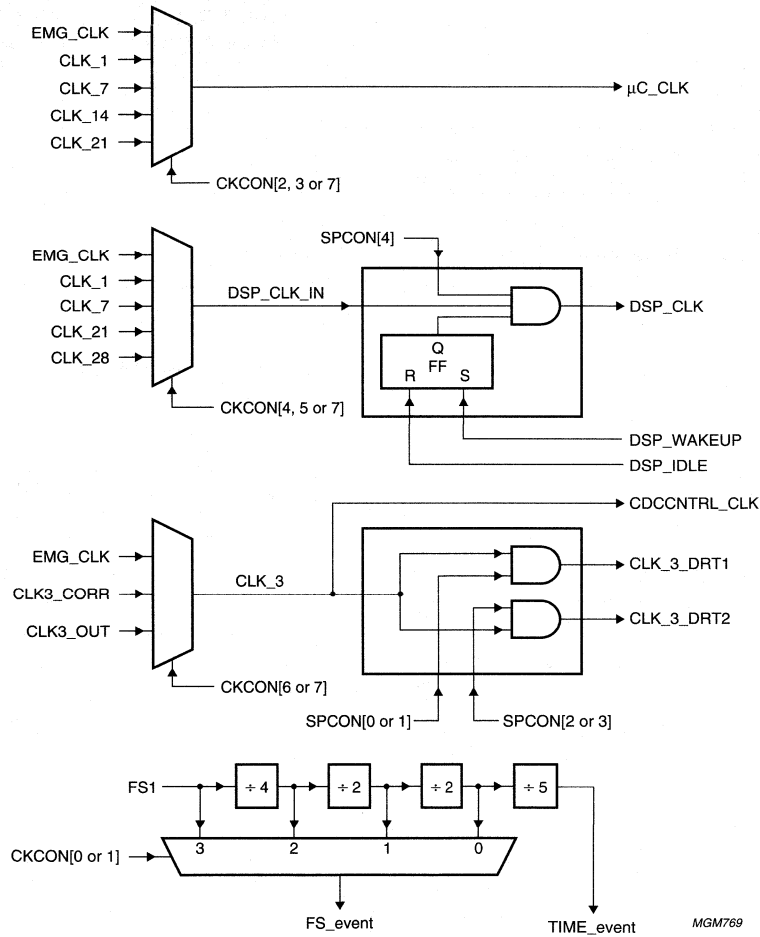 EMG_CLK
CLK_1
CLK_7
CLK_14
CLK_21
μC_CLK
CKCON[2, 3 or 7]
SPCON[4]
EMG_CLK
CLK_1
CLK_7
CLK_21
CLK_28
DSP_CLK_IN
DSP_CLK
Q
FF
R S
CKCON[4, 5 or 7]
DSP_WAKEUP
DSP_IDLE
CDCCNTRL_CLK
EMG_CLK
CLK3_CORR
CLK3_OUT
CLK_3
CLK_3_DRT1
CLK_3_DRT2
CKCON[6 or 7]
SPCON[0 or 1]
SPCON[2 or 3]
FS1
÷ 4
÷ 2
÷ 2
÷ 5
3 2 1 0
CKCON[0 or 1]
FS_event
TIME_event
MGM769